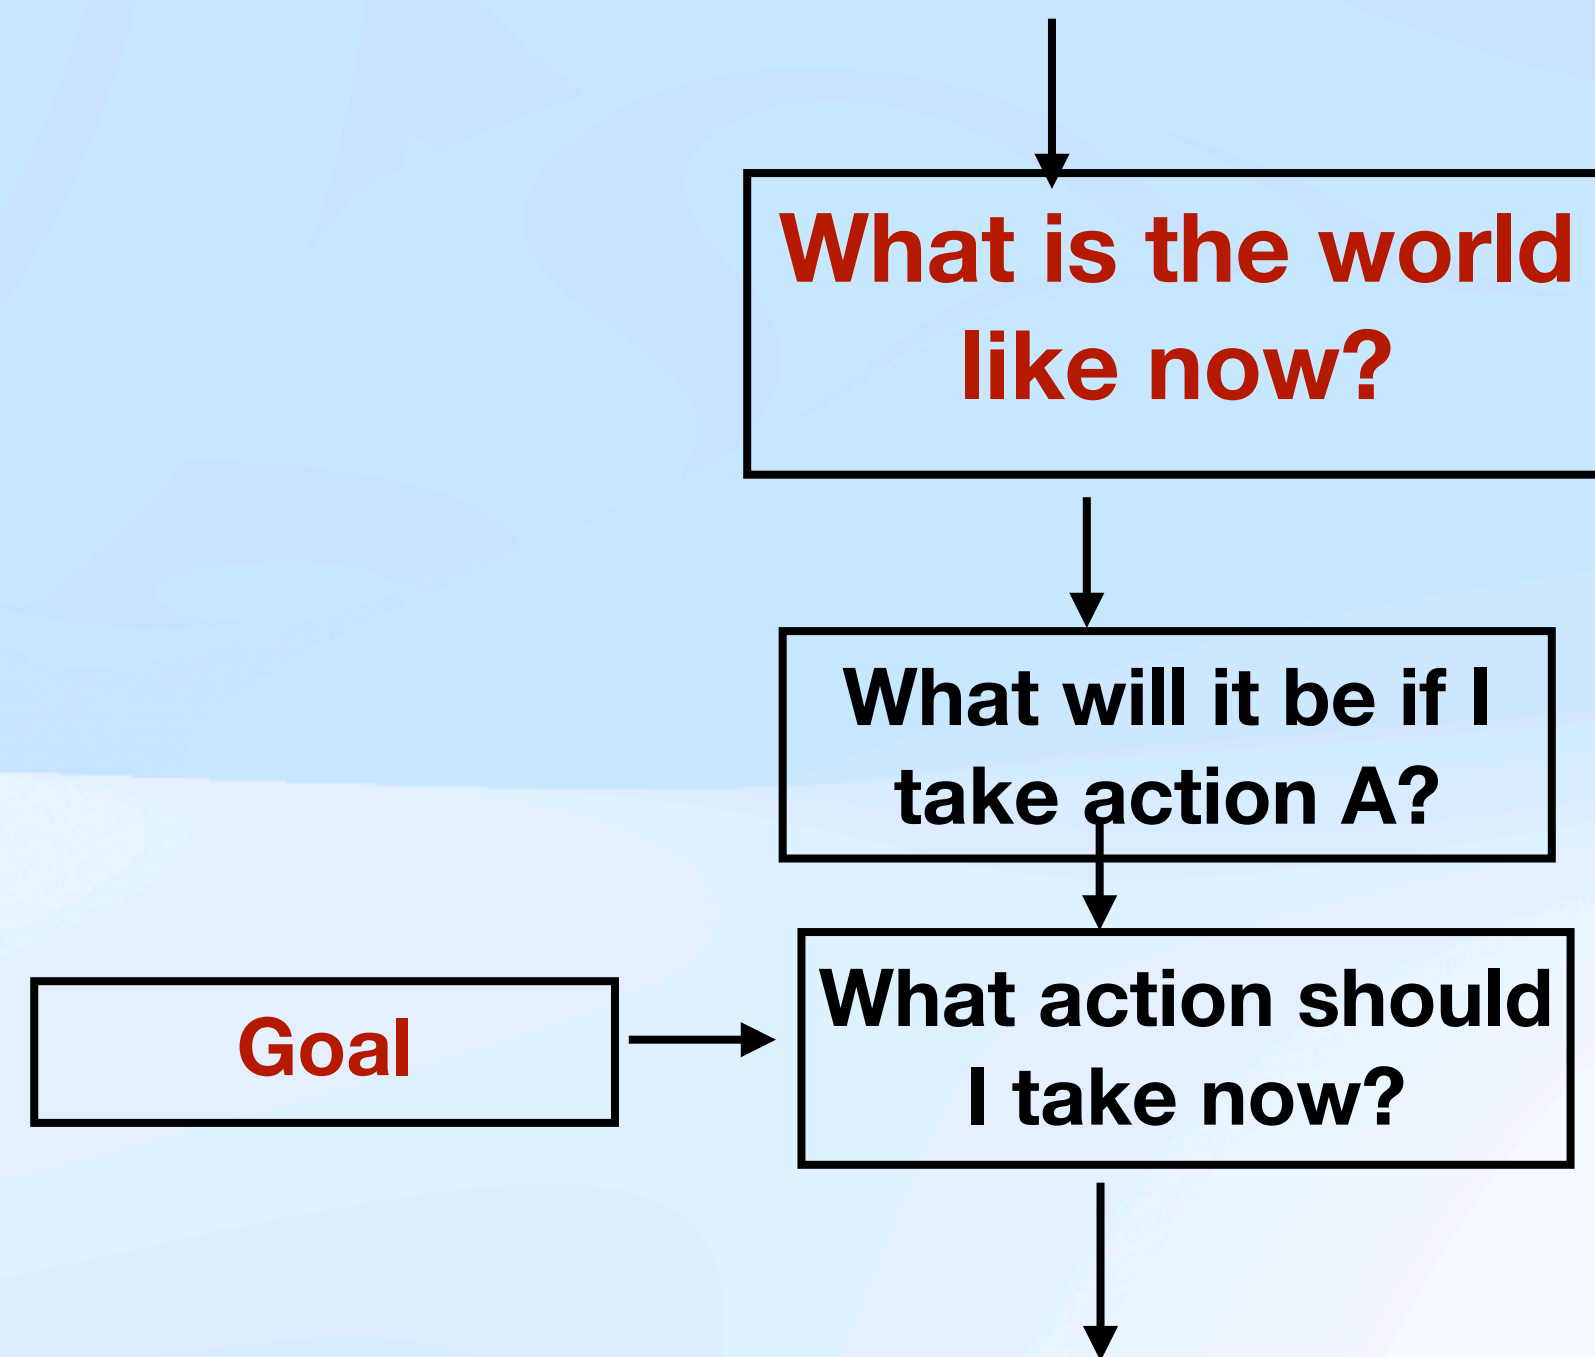 What is the world
like now?
What will it be if I
take action A?
Goal
What action should
I take now?